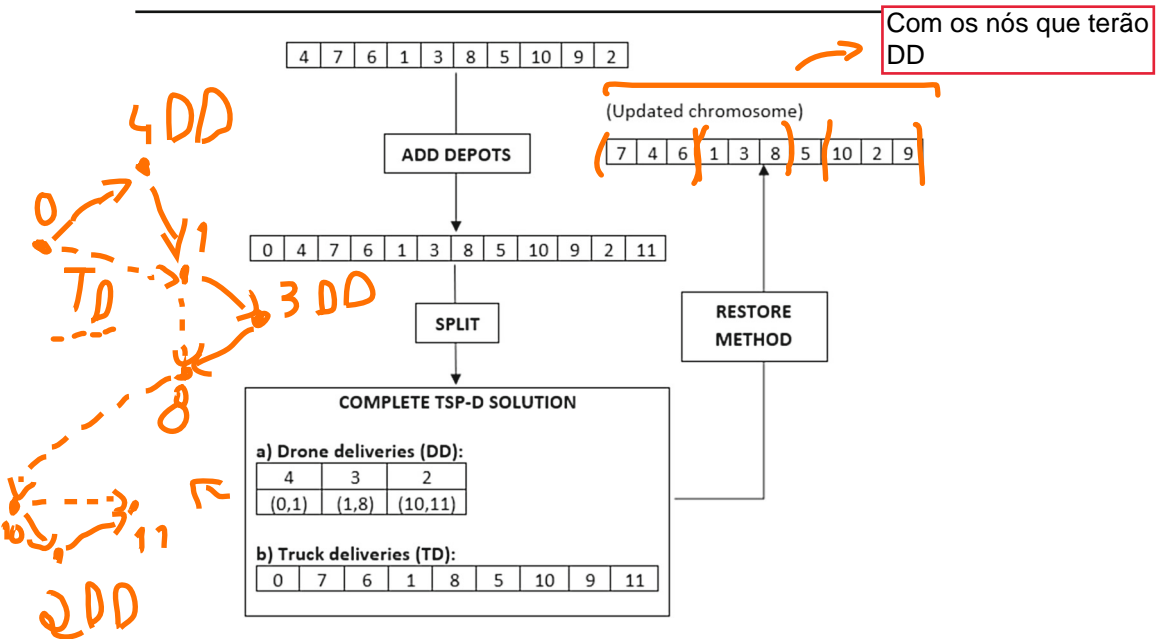 Com os nós que terão
DD
4 7 6 1 3 8 5 10 9 2
(Updated chromosome)
7 4 6 1 3 8 5 10 2 9
ADD DEPOTS
0 4 7 6 1 3 8 5 10 9 2 11
SPLIT
RESTORE
METHOD
COMPLETE TSP-D SOLUTION
a) Drone deliveries (DD):
4 3 2
(0,1) (1,8) (10,11)
b) Truck deliveries (TD):
0 7 6 1 8 5 10 9 11
4 DD
0
1
TD
3 DD
8
10
11
2DD